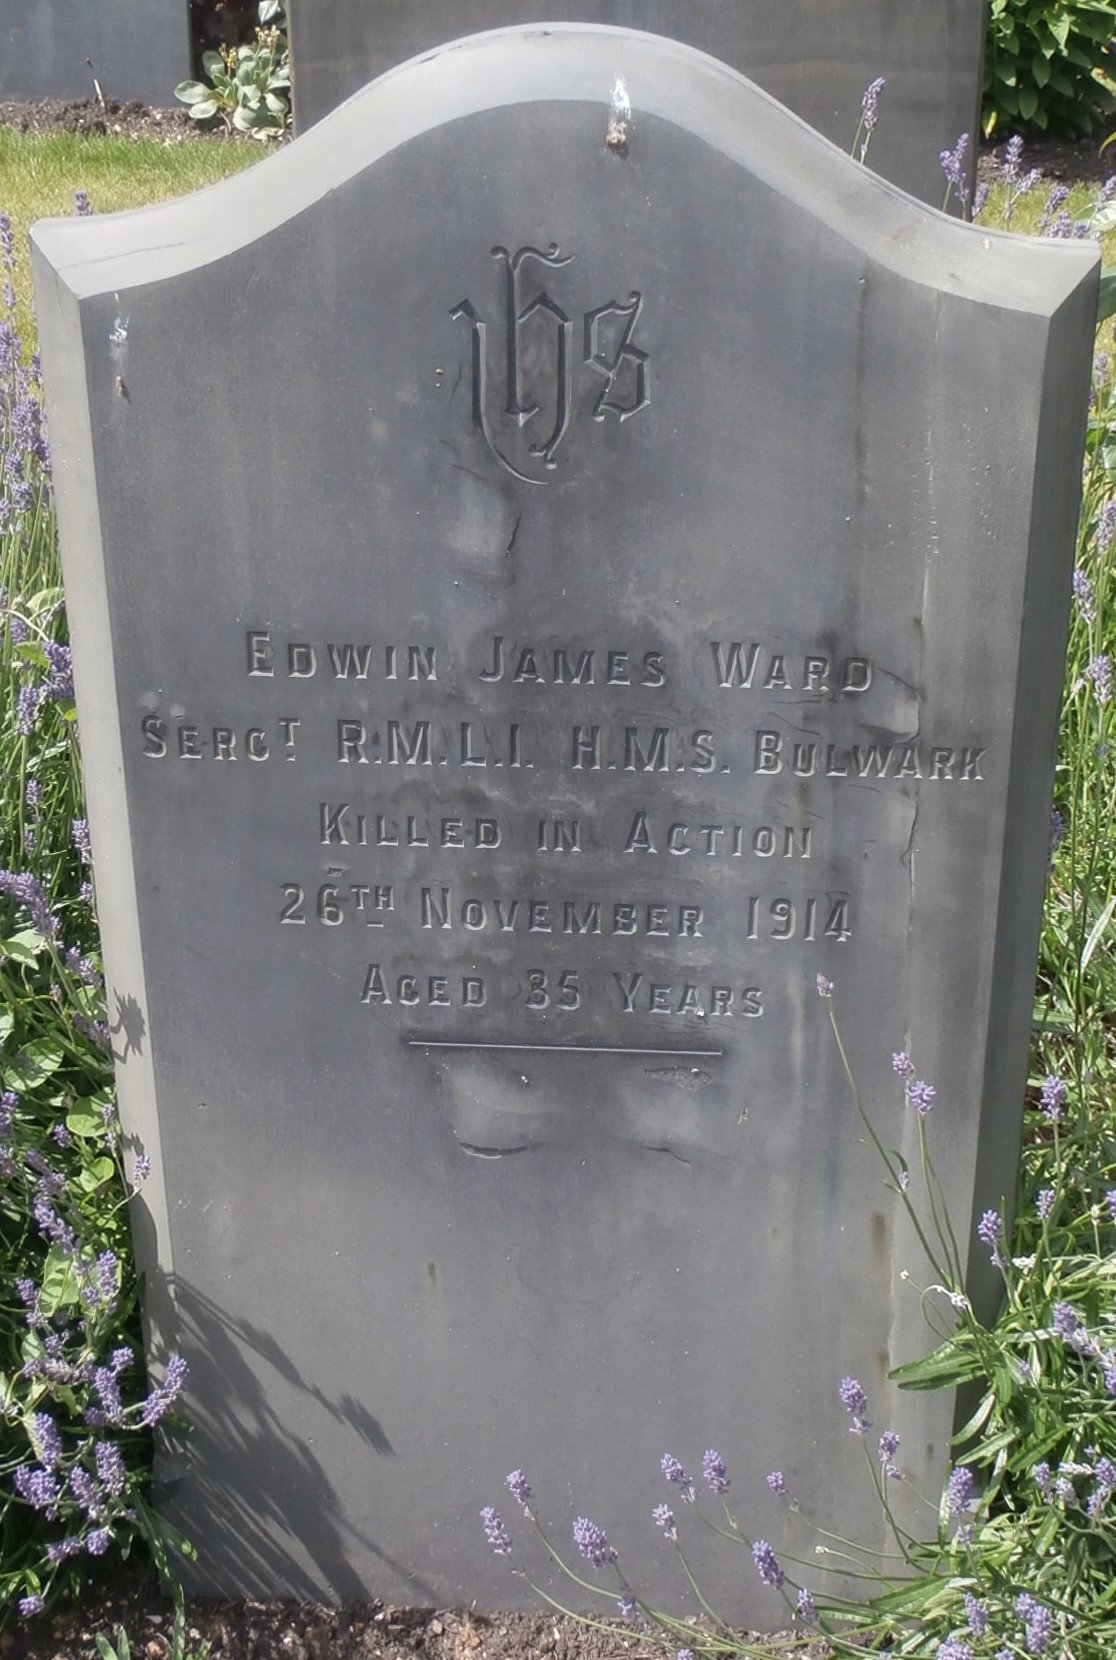 IHS
EDWIN JAMES WARD
SERGT R.M.L.I. H.M.S. BULWARK
KILLED IN ACTION
26TH NOVEMBER 1914
AGED 35 YEARS